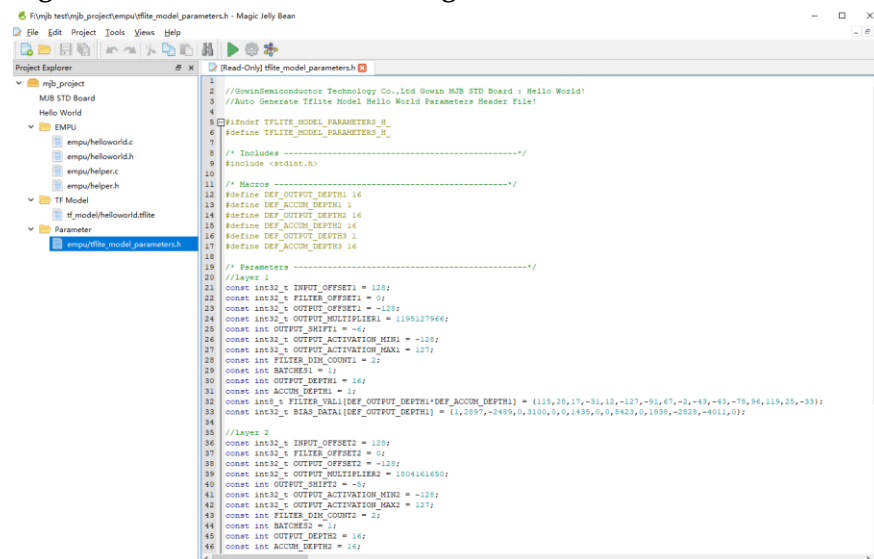 F:\mjb test\mjb_project\empu\tflite_model_parameters.h - Magic Jelly Bean
File Edit Project Tools Views Help
Project Explorer
mjb_project
MJB STD Board
Hello World
EMPU
empu/helloworld.c
empu/helloworld.h
empu/helper.c
empu/helper.h
TF Model
tf_model/helloworld.tflite
Parameter
empu/tflite_model_parameters.h
[Read-Only] tflite_model_parameters.h
1
2 //GowinSemiconductor Technology Co.,Ltd Gowin MJB STD Board : Hello World!
3 //Auto Generate Tflite Model Hello World Parameters Header File!
4
5 #ifndef TFLITE_MODEL_PARAMETERS_H_
6 #define TFLITE_MODEL_PARAMETERS_H_
7
8 /* Includes ------------------------------------------------*/
9 #include <stdint.h>
10
11 /* Macros --------------------------------------------------*/
12 #define DEF_OUTPUT_DEPTH1 16
13 #define DEF_ACCUM_DEPTH1 1
14 #define DEF_OUTPUT_DEPTH2 16
15 #define DEF_ACCUM_DEPTH2 16
16 #define DEF_OUTPUT_DEPTH3 1
17 #define DEF_ACCUM_DEPTH3 16
18
19 /* Parameters --------------------------------------------------*/
20 //layer 1
21 const int32_t INPUT_OFFSET1 = 128;
22 const int32_t FILTER_OFFSET1 = 0;
23 const int32_t OUTPUT_OFFSET1 = -128;
24 const int32_t OUTPUT_MULTIPLIER1 = 1195127966;
25 const int OUTPUT_SHIFT1 = -6;
26 const int32_t OUTPUT_ACTIVATION_MIN1 = -128;
27 const int32_t OUTPUT_ACTIVATION_MAX1 = 127;
28 const int FILTER_DIM_COUNT1 = 2;
29 const int BATCHES1 = 1;
30 const int OUTPUT_DEPTH1 = 16;
31 const int ACCUM_DEPTH1 = 1;
32 const int8_t FILTER_VAL1[DEF_OUTPUT_DEPTH1*DEF_ACCUM_DEPTH1] = {115,28,17,-31,12,-127,-91,67,-2,-43,-43,-78,96,119,25,-33};
33 const int32_t BIAS_DATA1[DEF_OUTPUT_DEPTH1] = {1,2897,-2489,0,3100,0,0,1435,0,0,8423,0,1938,-2828,-4011,0};
34
35 //layer 2
36 const int32_t INPUT_OFFSET2 = 128;
37 const int32_t FILTER_OFFSET2 = 0;
38 const int32_t OUTPUT_OFFSET2 = -128;
39 const int32_t OUTPUT_MULTIPLIER2 = 1804161650;
40 const int OUTPUT_SHIFT2 = -5;
41 const int32_t OUTPUT_ACTIVATION_MIN2 = -128;
42 const int32_t OUTPUT_ACTIVATION_MAX2 = 127;
43 const int FILTER_DIM_COUNT2 = 2;
44 const int BATCHES2 = 1;
45 const int OUTPUT_DEPTH2 = 16;
46 const int ACCUM_DEPTH2 = 16;